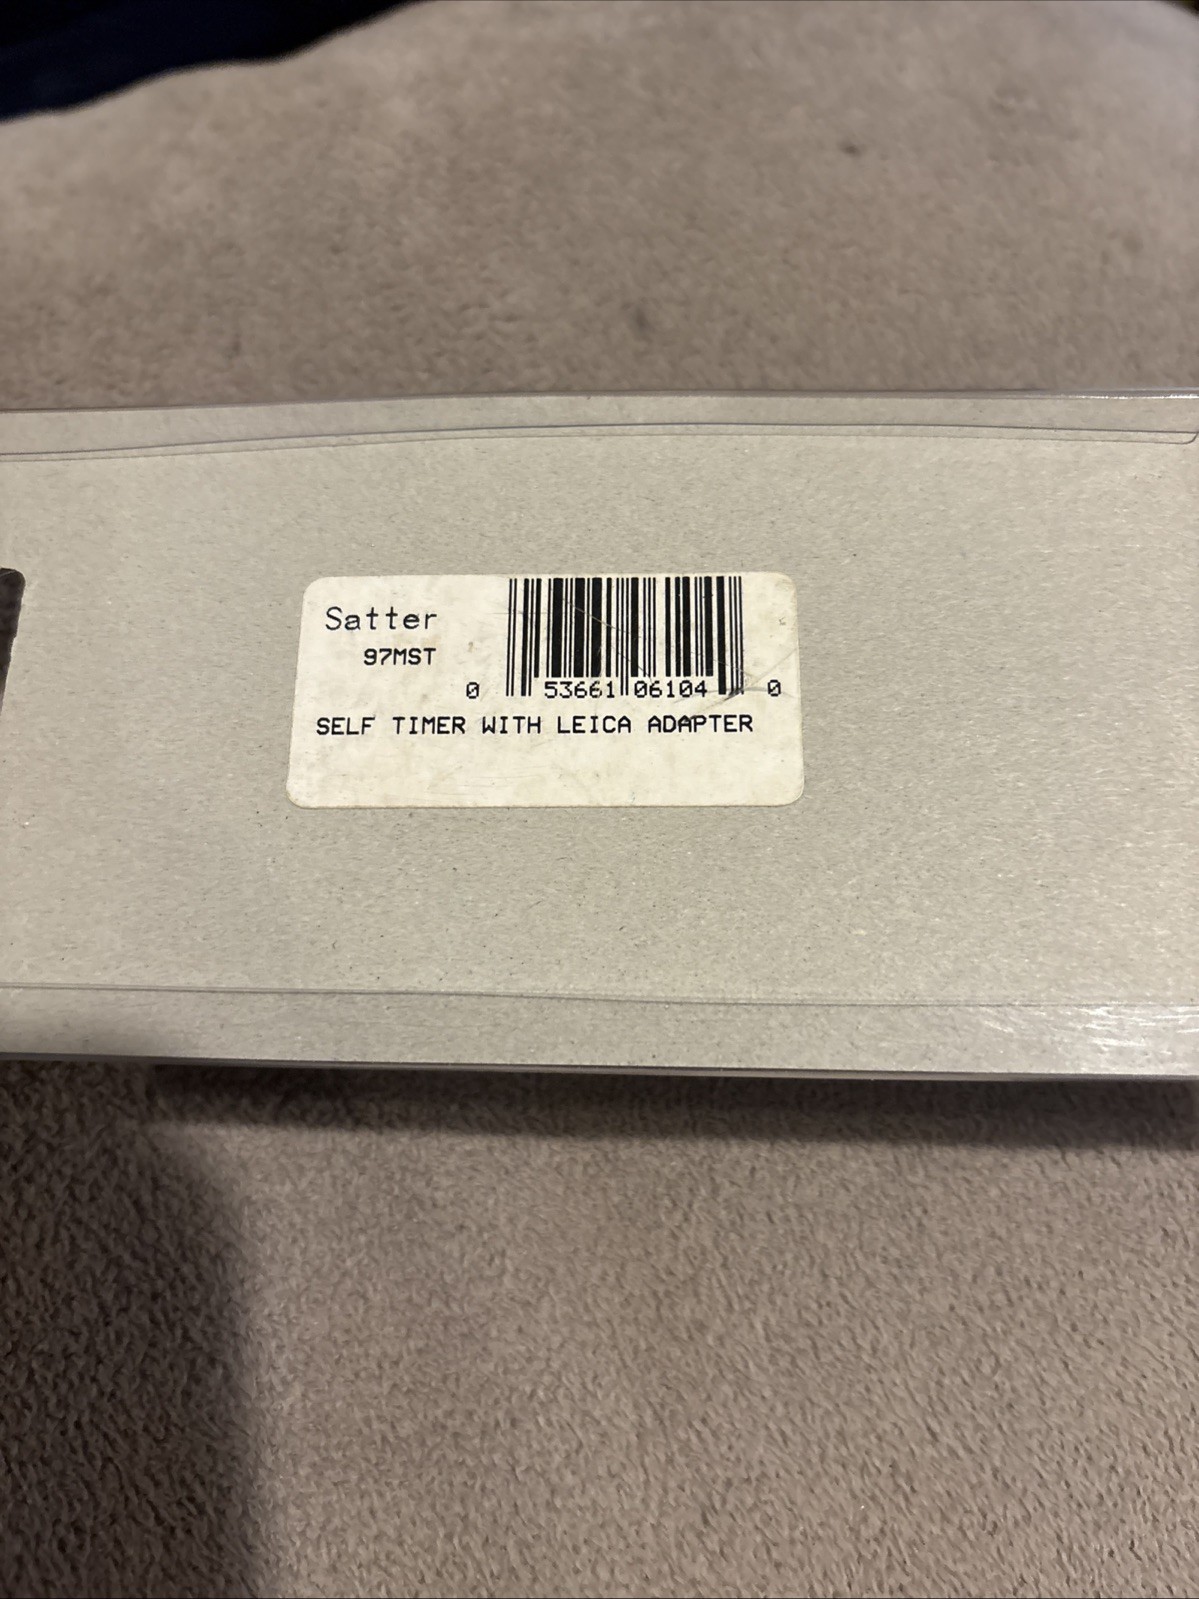 Satter
97MST
0 53661 06104 0
SELF TIMER WITH LEICA ADAPTER